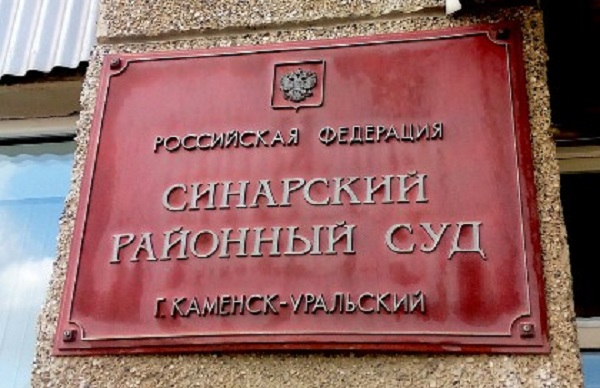 РОССИЙСКАЯ ФЕДЕРАЦИЯ
СИНАРСКИЙ
РАЙОННЫЙ СУД
Г. КАМЕНСК-УРАЛЬСКИЙ